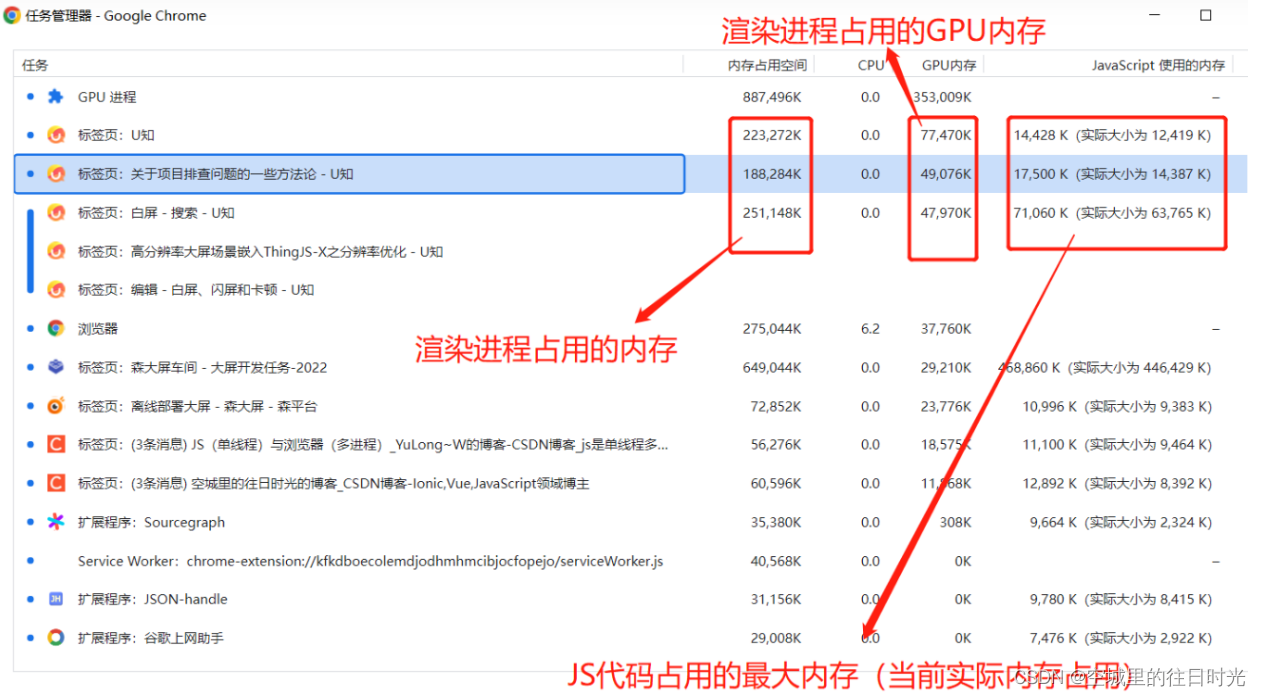 任务管理器 - Google Chrome
渲染进程占用的GPU内存
任务 内存占用空间 CPU GPU内存 JavaScript 使用的内存
GPU 进程 887,496K 0.0 353,009K –
标签页：U知 223,272K 0.0 77,470K 14,428 K (实际大小为 12,419 K)
标签页：关于项目排查问题的一些方法论 - U知 188,284K 0.0 49,076K 17,500 K (实际大小为 14,387 K)
标签页：白屏 - 搜索 - U知 251,148K 0.0 47,970K 71,060 K (实际大小为 63,765 K)
标签页：高分辨率大屏场景嵌入ThingJS-X之分辨率优化 - U知
标签页：编辑 - 白屏、闪屏和卡顿 - U知
浏览器 275,044K 6.2 37,760K –
渲染进程占用的内存
标签页：森大屏车间 - 大屏开发任务-2022 649,044K 0.0 29,210K 468,860 K (实际大小为 446,429 K)
标签页：离线部署大屏 - 森大屏 - 森平台 72,852K 0.0 23,776K 10,996 K (实际大小为 9,383 K)
标签页：(3条消息) JS（单线程）与浏览器（多进程）_YuLong~W的博客-CSDN博客_js是单线程多... 56,276K 0.0 18,575K 11,100 K (实际大小为 9,464 K)
标签页：(3条消息) 空城里的往日时光的博客_CSDN博客-Ionic,Vue,JavaScript领域博主 60,596K 0.0 11,868K 12,892 K (实际大小为 8,392 K)
扩展程序：Sourcegraph 35,380K 0.0 308K 9,664 K (实际大小为 2,324 K)
Service Worker：chrome-extension://kfkdboecolemdjodhmhmcibjocfopejo/serviceWorker.js 40,568K 0.0 0K –
JH 扩展程序：JSON-handle 31,156K 0.0 0K 9,780 K (实际大小为 8,415 K)
扩展程序：谷歌上网助手 29,008K 0.0 0K 7,476 K (实际大小为 2,922 K)
JS代码占用的最大内存（当前实际内存占用）
CSDN @空城里的往日时光